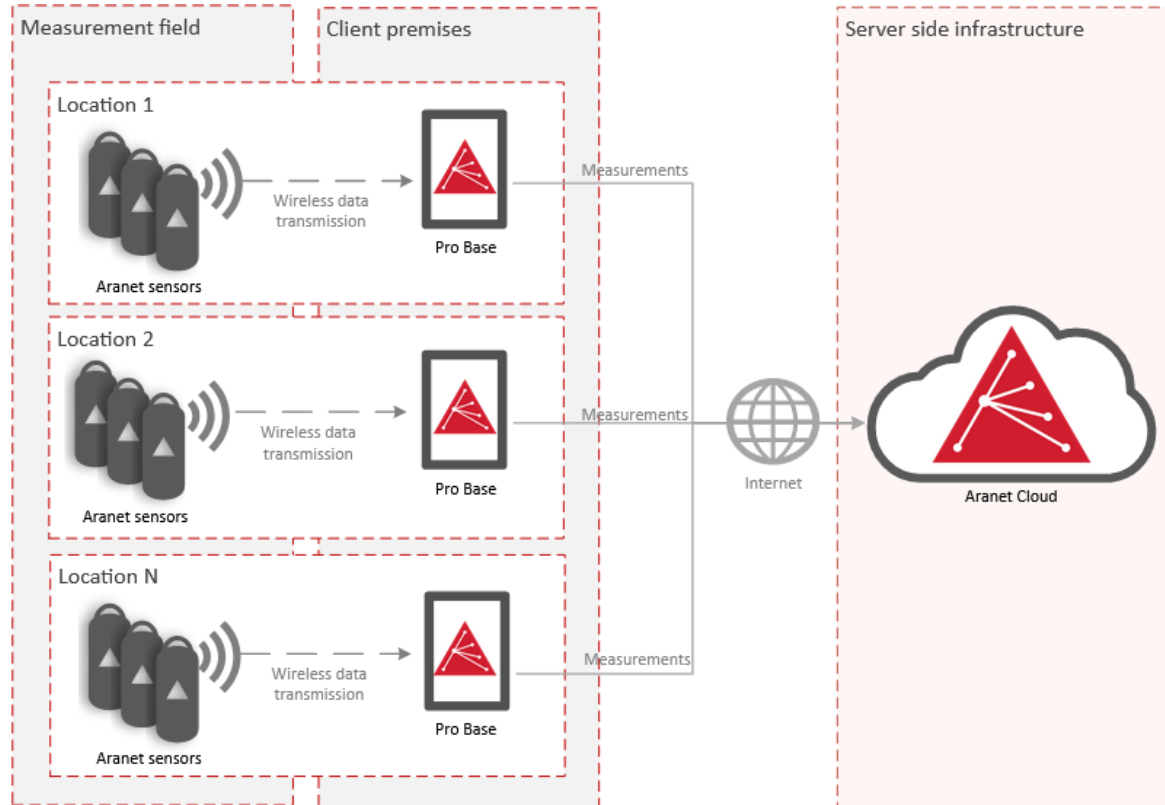 Measurement field
Client premises
Server side infrastructure
Location 1
Wireless data
transmission
Aranet sensors
Pro Base
Measurements
Location 2
Wireless data
transmission
Aranet sensors
Pro Base
Measurements
Internet
Aranet Cloud
Location N
Wireless data
transmission
Aranet sensors
Pro Base
Measurements